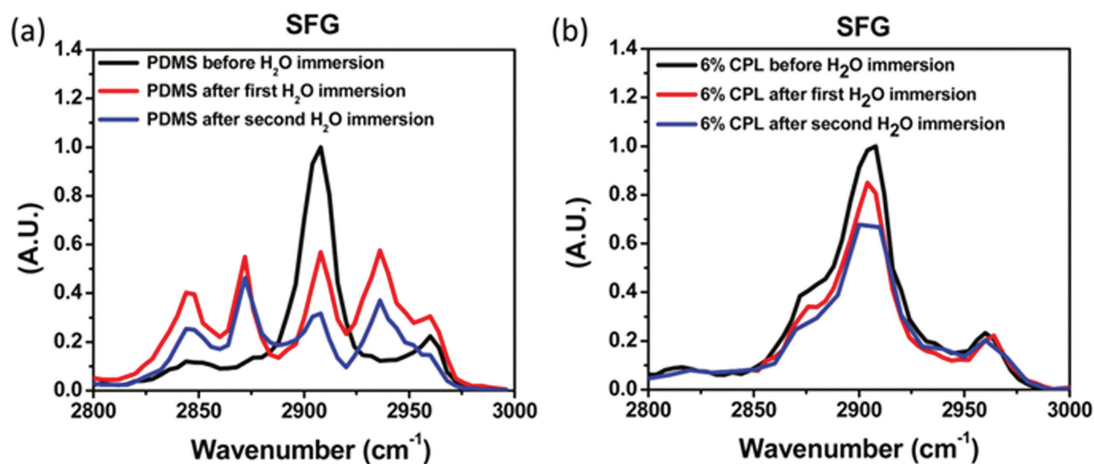 (a)
SFG
PDMS before H₂O immersion
PDMS after first H₂O immersion
PDMS after second H₂O immersion
1.4
1.2
1.0
0.8
0.6
0.4
0.2
0.0
(A.U.)
2800 2850 2900 2950 3000
Wavenumber (cm⁻¹)
(b)
SFG
6% CPL before H₂O immersion
6% CPL after first H₂O immersion
6% CPL after second H₂O immersion
1.4
1.2
1.0
0.8
0.6
0.4
0.2
0.0
(A.U.)
2800 2850 2900 2950 3000
Wavenumber (cm⁻¹)